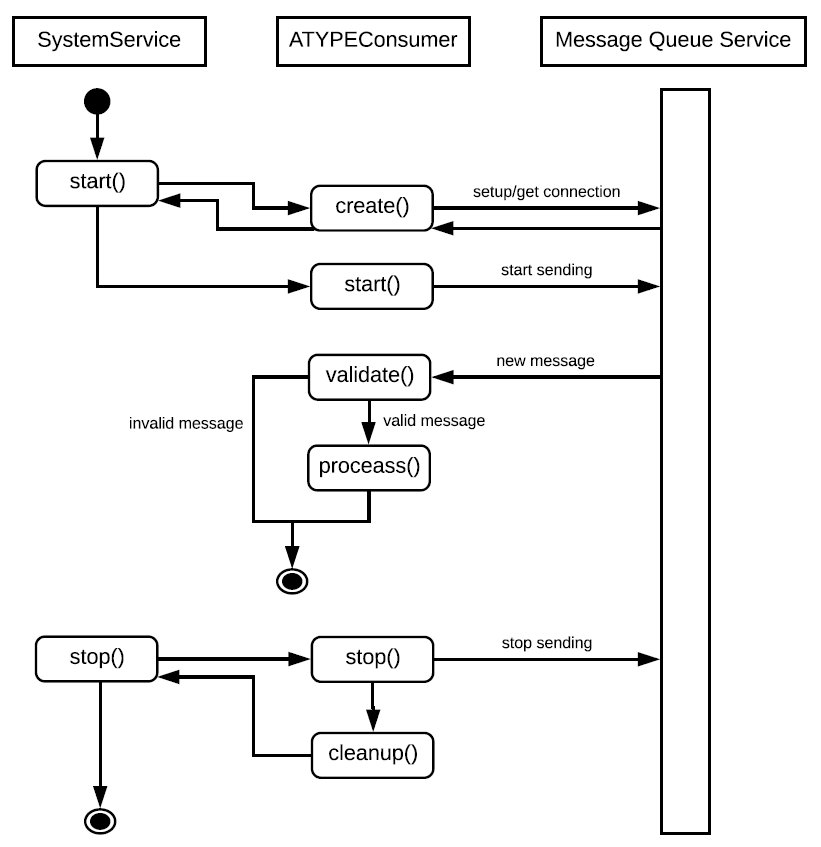 SystemService
ATYPEConsumer
Message Queue Service
start()
create()
setup/get connection
start()
start sending
validate()
new message
invalid message
valid message
proceass()
stop()
stop()
stop sending
cleanup()